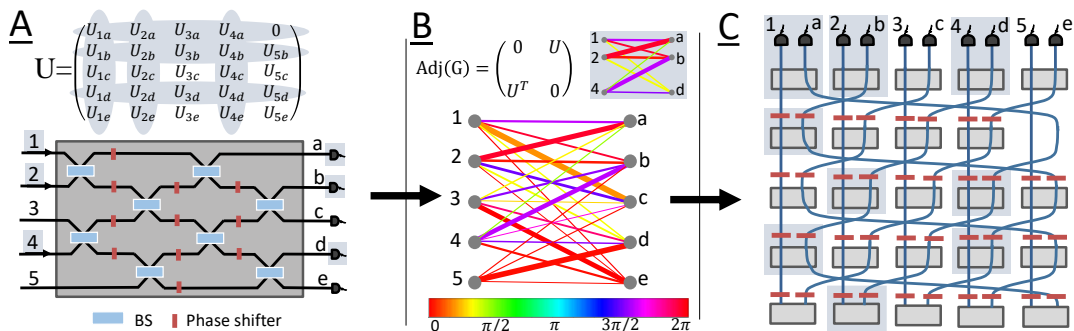 A
U=
U1a U2a U3a U4a 0
U1b U2b U3b U4b U5b
U1c U2c U3c U4c U5c
U1d U2d U3d U4d U5d
U1e U2e U3e U4e U5e
1 a
2 b
3 c
4 d
5 e
BS Phase shifter
B
Adj(G) = ( 0 U
U^T 0 )
1 a
2 b
4 d
1 a
2 b
3 c
4 d
5 e
0 π/2 π 3π/2 2π
C
1 a 2 b 3 c 4 d 5 e